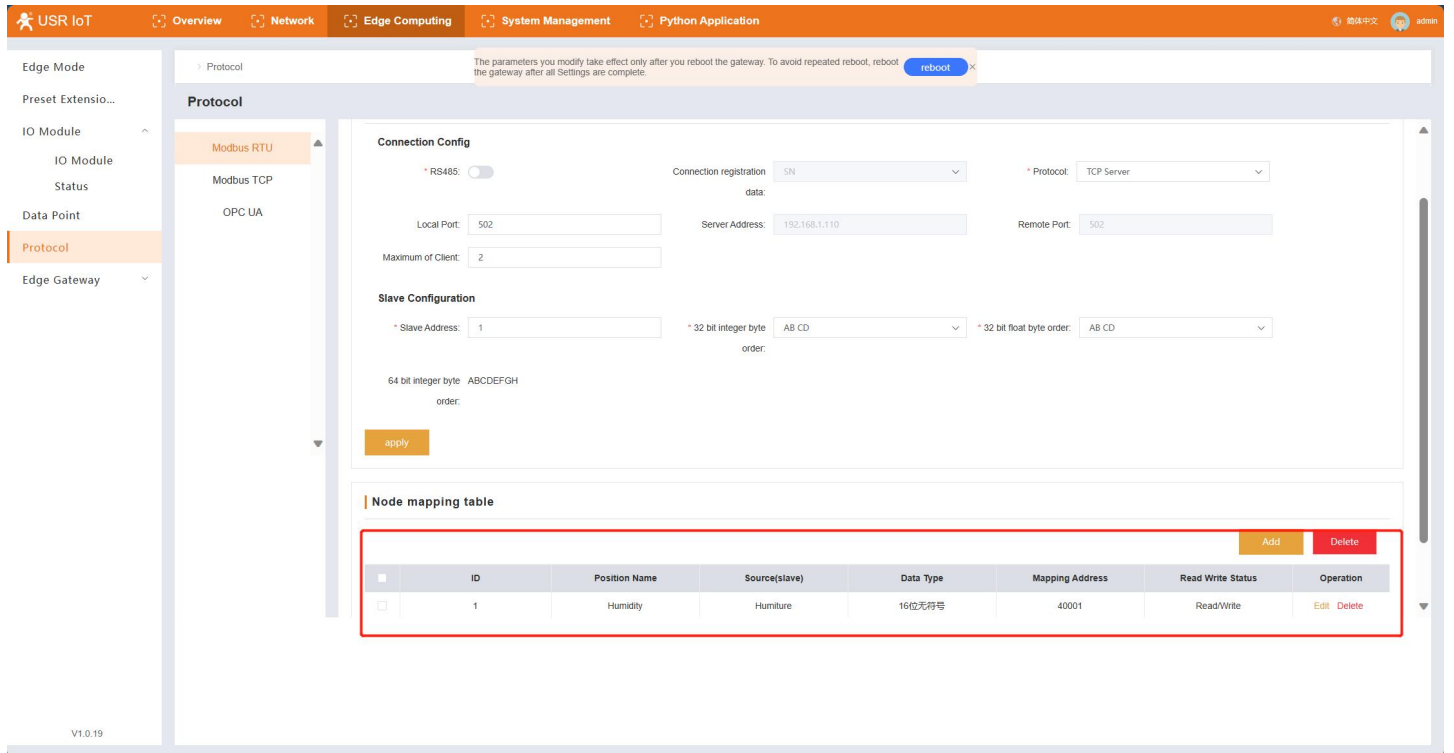 USR IoT
Overview
Network
Edge Computing
System Management
Python Application
简体中文
admin
Edge Mode
Preset Extensio...
IO Module
IO Module
Status
Data Point
Protocol
Edge Gateway
V1.0.19
Protocol
The parameters you modify take effect only after you reboot the gateway. To avoid repeated reboot, reboot
the gateway after all Settings are complete.
reboot
Protocol
Modbus RTU
Modbus TCP
OPC UA
Connection Config
* RS485:
Connection registration
data:
SN
* Protocol:
TCP Server
Local Port:
502
Server Address:
192.168.1.110
Remote Port:
502
Maximum of Client:
2
Slave Configuration
* Slave Address:
1
* 32 bit integer byte
order:
AB CD
* 32 bit float byte order:
AB CD
64 bit integer byte
order:
ABCDEFGH
apply
Node mapping table
Add
Delete
ID
Position Name
Source(slave)
Data Type
Mapping Address
Read Write Status
Operation
1
Humidity
Humiture
16位无符号
40001
Read/Write
Edit Delete